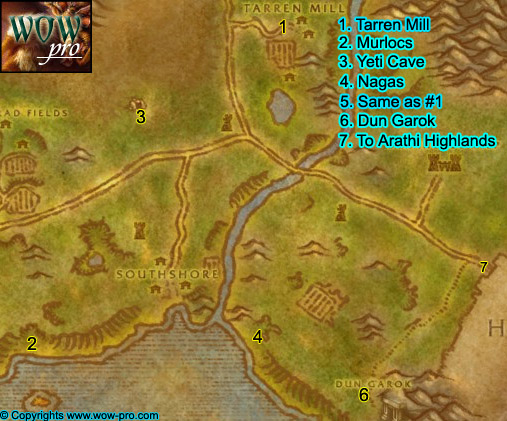 WOW
pro
TARREN MILL
1
1. Tarren Mill
2. Murlocs
3. Yeti Cave
4. Nagas
5. Same as #1
6. Dun Garok
7. To Arathi Highlands
3
AD FIELDS
7
SOUTHSHORE
H
2
4
DUN GAROK
6
© Copyrights www.wow-pro.com